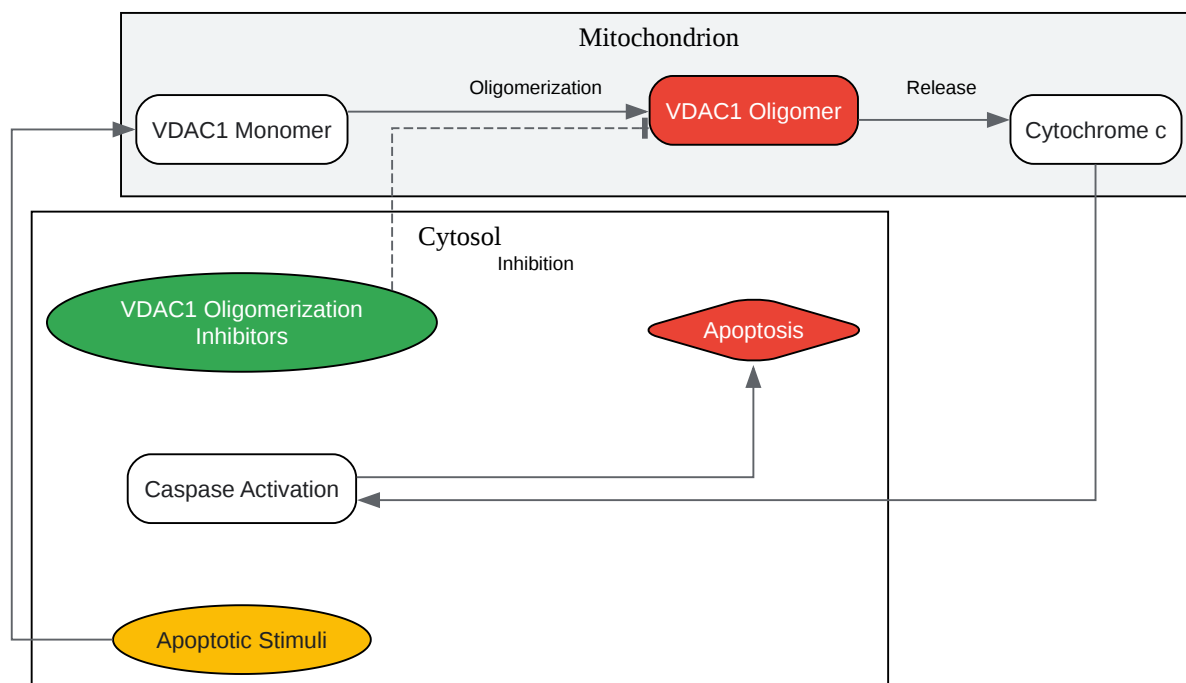 Mitochondrion
Oligomerization
Release
VDAC1 Monomer
VDAC1 Oligomer
Cytochrome c
Cytosol
Inhibition
VDAC1 Oligomerization
Inhibitors
Apoptosis
Caspase Activation
Apoptotic Stimuli